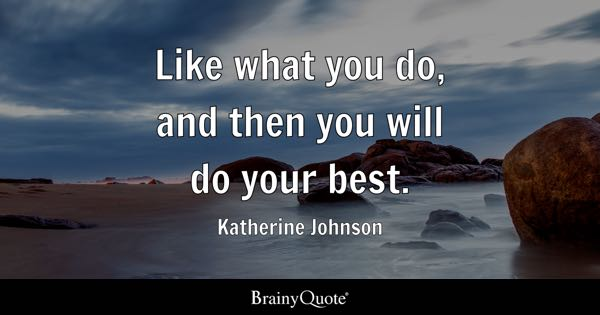 Like what you do,
and then you will
do your best.
Katherine Johnson
BrainyQuote®